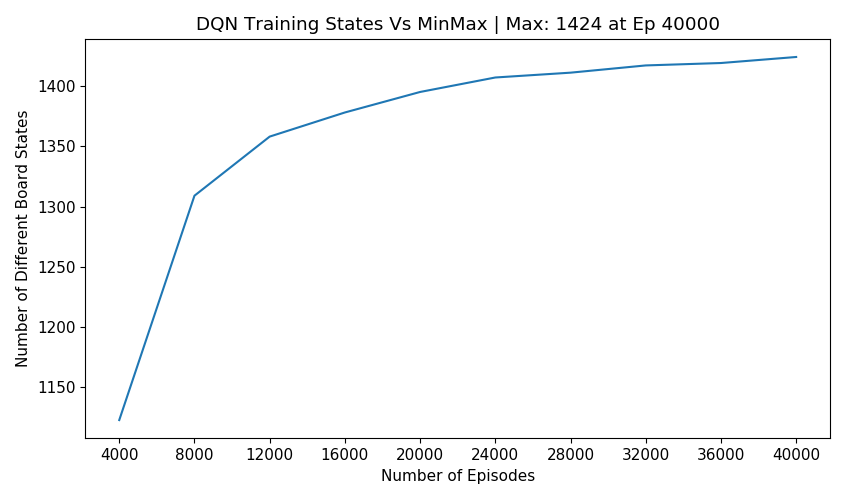 DQN Training States Vs MinMax | Max: 1424 at Ep 40000
Number of Different Board States
1400
1350
1300
1250
1200
1150
4000 8000 12000 16000 20000 24000 28000 32000 36000 40000
Number of Episodes